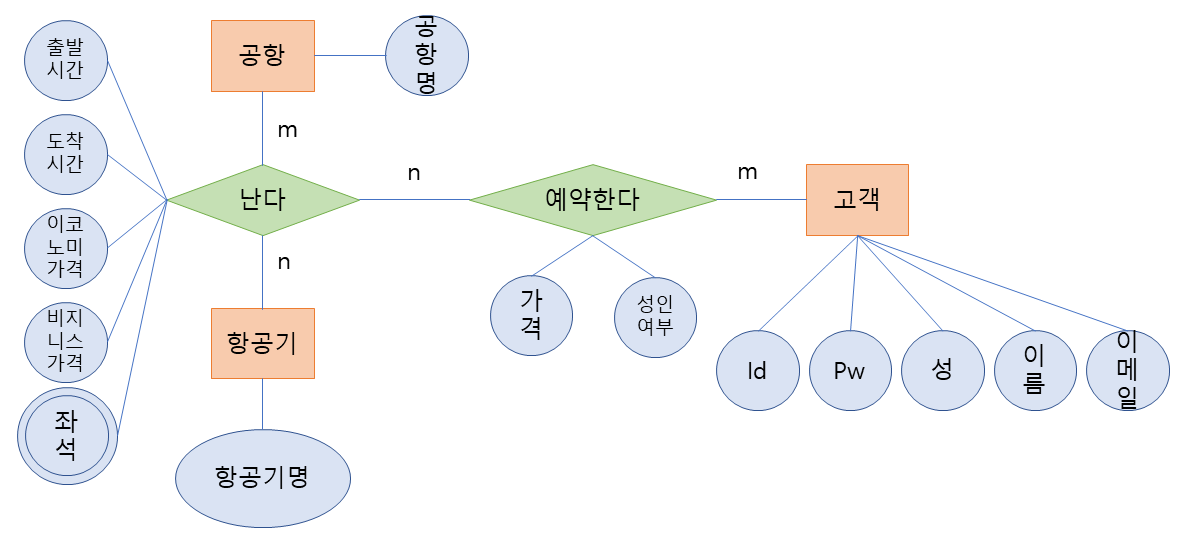 출발
시간
공항
공
항
명
도착
시간
m
난다
n
예약한다
m
고객
이코
노미
가격
n
비지
니스
가격
항공기
가
격
성인
여부
Id
Pw
성
이
름
이
메
일
좌
석
항공기명